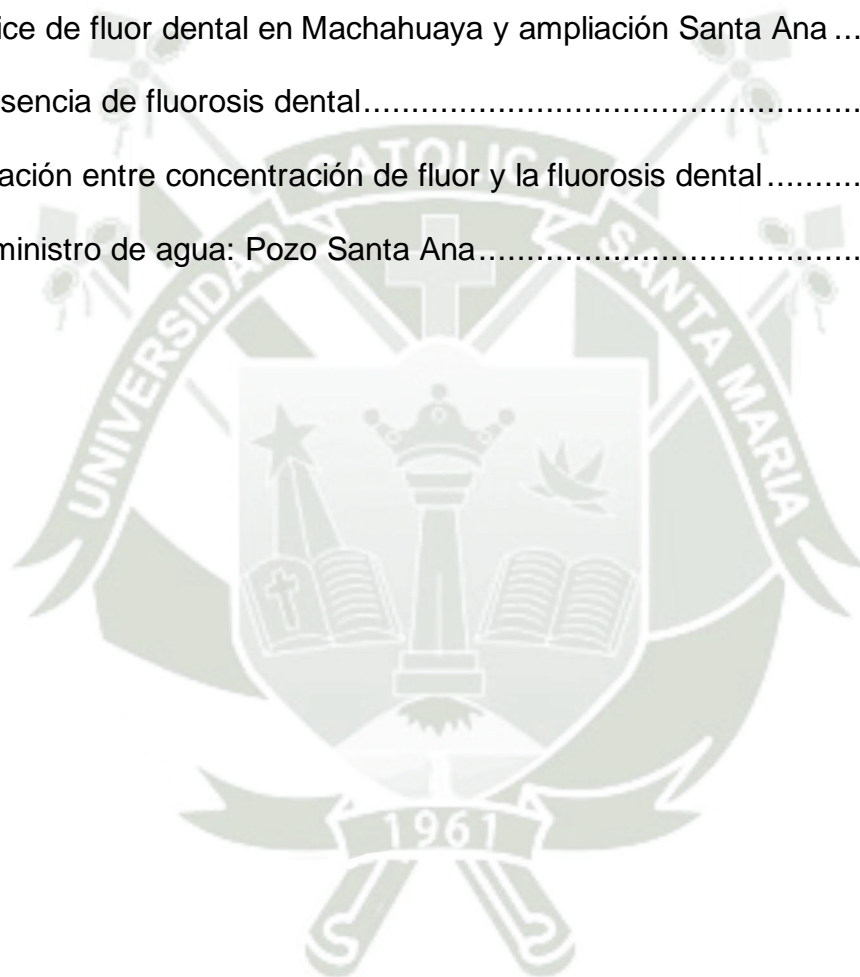 ice de fluor dental en Machahuaya y ampliación Santa Ana ...
sencia de fluorosis dental....................................................
ación entre concentración de fluor y la fluorosis dental ..........
ministro de agua: Pozo Santa Ana.......................................
UNIVERSIDAD CATOLICA SANTA MARIA
1961